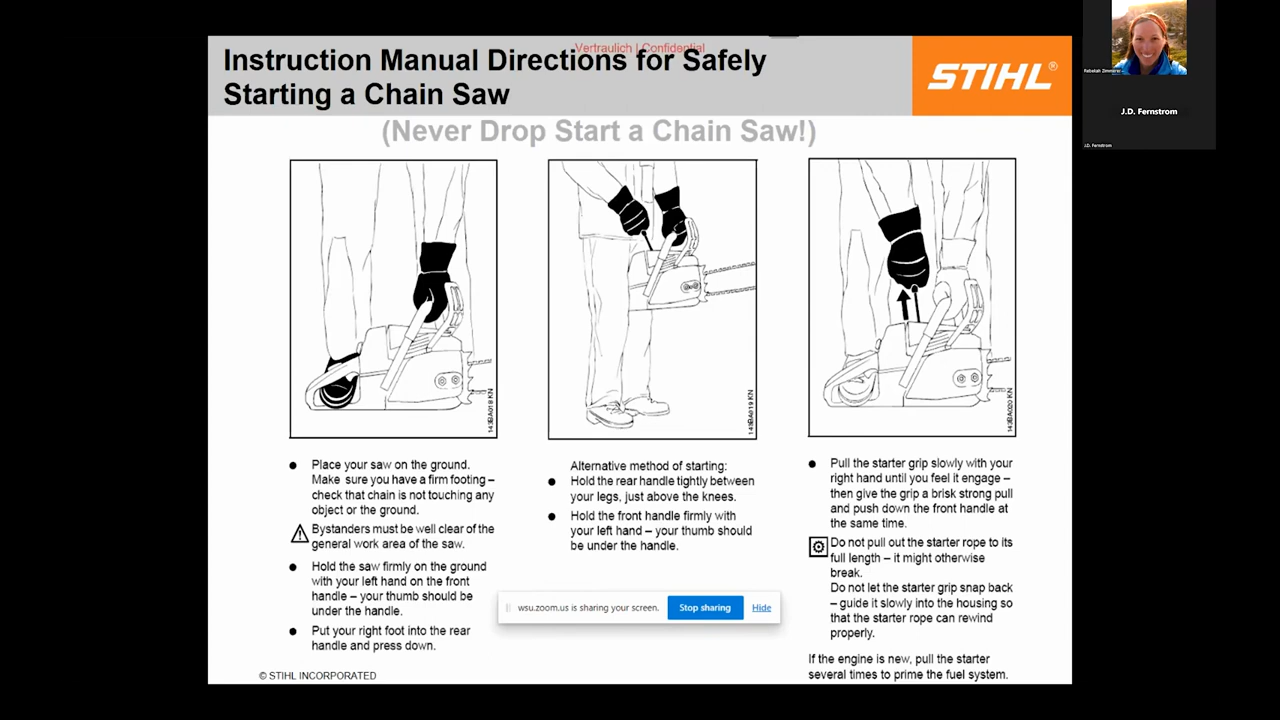 Vertraulich | Confidential
Instruction Manual Directions for Safely
Starting a Chain Saw
STIHL®
(Never Drop Start a Chain Saw!)
143BA018 KN
143BA019 KN
143BA020 KN
● Place your saw on the ground.
Make sure you have a firm footing –
check that chain is not touching any
object or the ground.
Bystanders must be well clear of the
general work area of the saw.
● Hold the saw firmly on the ground
with your left hand on the front
handle – your thumb should be
under the handle.
● Put your right foot into the rear
handle and press down.
Alternative method of starting:
● Hold the rear handle tightly between
your legs, just above the knees.
● Hold the front handle firmly with
your left hand – your thumb should
be under the handle.
● Pull the starter grip slowly with your
right hand until you feel it engage –
then give the grip a brisk strong pull
and push down the front handle at
the same time.
Do not pull out the starter rope to its
full length – it might otherwise
break.
Do not let the starter grip snap back
– guide it slowly into the housing so
that the starter rope can rewind
properly.
If the engine is new, pull the starter
several times to prime the fuel system.
wsu.zoom.us is sharing your screen.
Stop sharing
Hide
© STIHL INCORPORATED
Rebekah Zimmerer
J.D. Fernstrom
J.D. Fernstrom